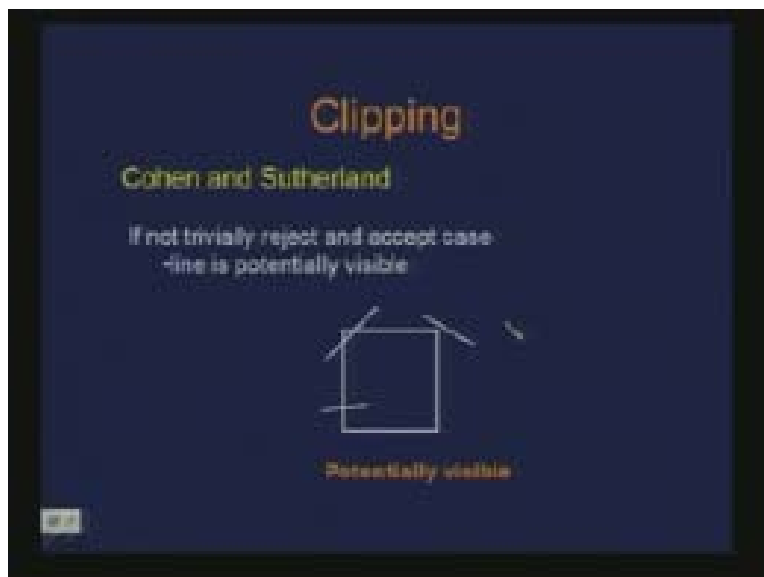 Clipping
Cohen and Sutherland
If not trivially reject and accept case
-line is potentially visible
Potentially visible